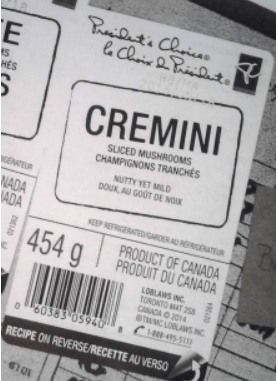 President's Choice®
le Choix du Président®
PC
CREMINI
SLICED MUSHROOMS
CHAMPIGNONS TRANCHÉS
NUTTY YET MILD
DOUX, AU GOÛT DE NOIX
KEEP REFRIGERATED/GARDER AU RÉFRIGÉRATEUR
454 g
PRODUCT OF CANADA
PRODUIT DU CANADA
LOBLAWS INC.
TORONTO M4T 2S8
CANADA © 2014
®/TM/MC LOBLAWS INC.
1-888-495-5111
0 60383 05940 8
RECIPE ON REVERSE/RECETTE AU VERSO